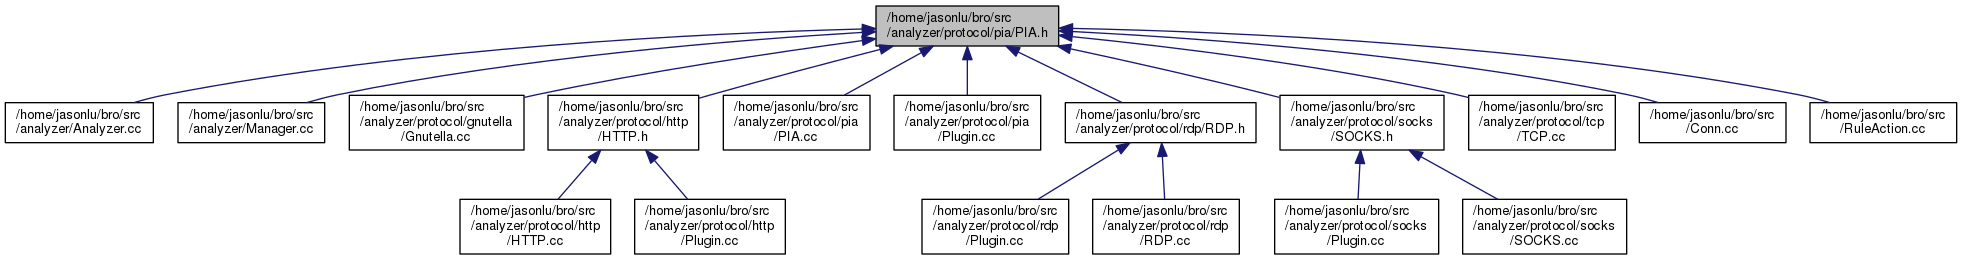 /home/jasonlu/bro/src
/analyzer/protocol/pia/PIA.h
/home/jasonlu/bro/src
/analyzer/Analyzer.cc
/home/jasonlu/bro/src
/analyzer/Manager.cc
/home/jasonlu/bro/src
/analyzer/protocol/gnutella
/Gnutella.cc
/home/jasonlu/bro/src
/analyzer/protocol/http
/HTTP.h
/home/jasonlu/bro/src
/analyzer/protocol/pia
/PIA.cc
/home/jasonlu/bro/src
/analyzer/protocol/pia
/Plugin.cc
/home/jasonlu/bro/src
/analyzer/protocol/rdp/RDP.h
/home/jasonlu/bro/src
/analyzer/protocol/socks
/SOCKS.h
/home/jasonlu/bro/src
/analyzer/protocol/tcp
/TCP.cc
/home/jasonlu/bro/src
/Conn.cc
/home/jasonlu/bro/src
/RuleAction.cc
/home/jasonlu/bro/src
/analyzer/protocol/http
/HTTP.cc
/home/jasonlu/bro/src
/analyzer/protocol/http
/Plugin.cc
/home/jasonlu/bro/src
/analyzer/protocol/rdp
/Plugin.cc
/home/jasonlu/bro/src
/analyzer/protocol/rdp
/RDP.cc
/home/jasonlu/bro/src
/analyzer/protocol/socks
/Plugin.cc
/home/jasonlu/bro/src
/analyzer/protocol/socks
/SOCKS.cc